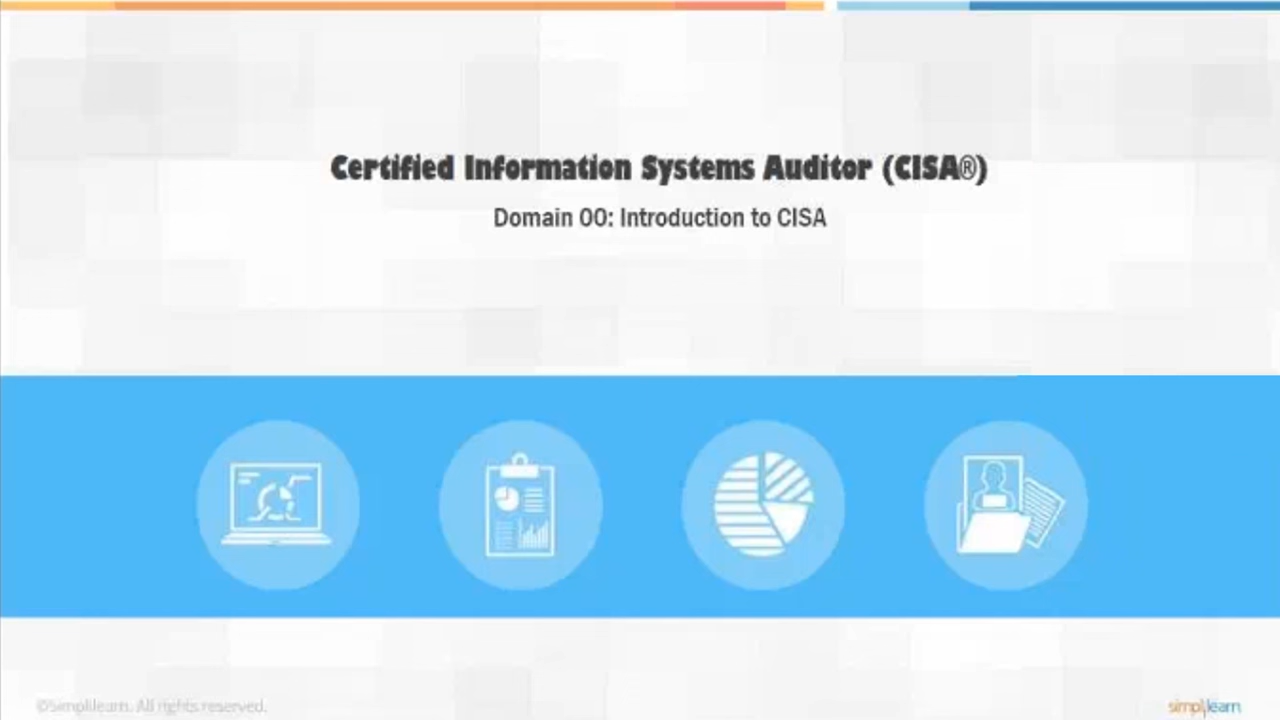 Certified Information Systems Auditor (CISA®)
Domain 00: Introduction to CISA
©Simplilearn. All rights reserved.
simplilearn